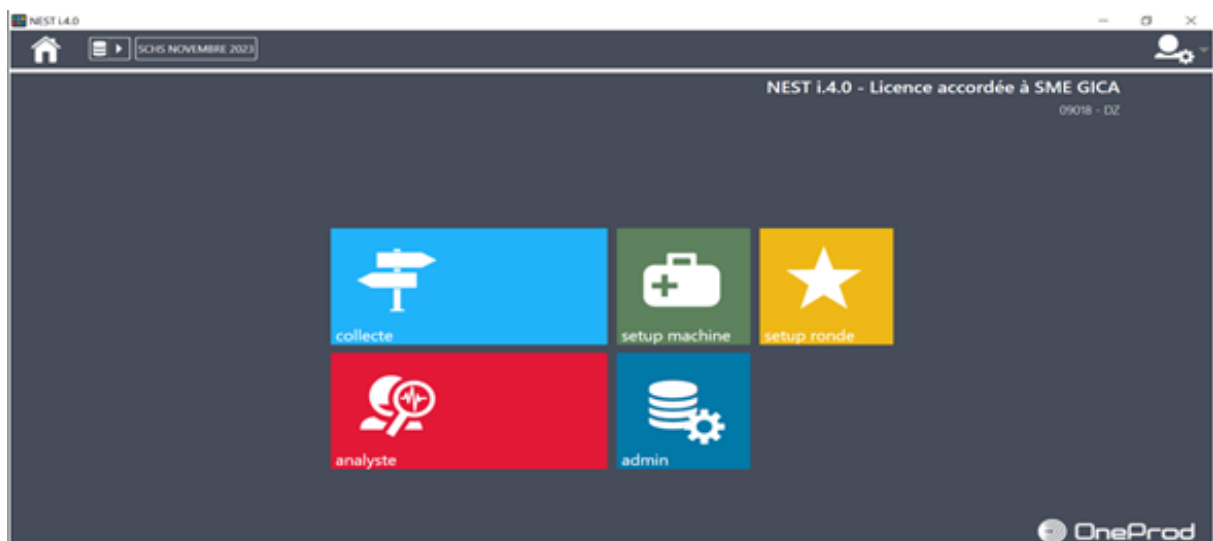 NEST i.4.0
SCHS NOVEMBRE 2023
NEST i.4.0 - Licence accordée à SME GICA
09018 - DZ
collecte
setup machine
setup ronde
analyste
admin
OneProd